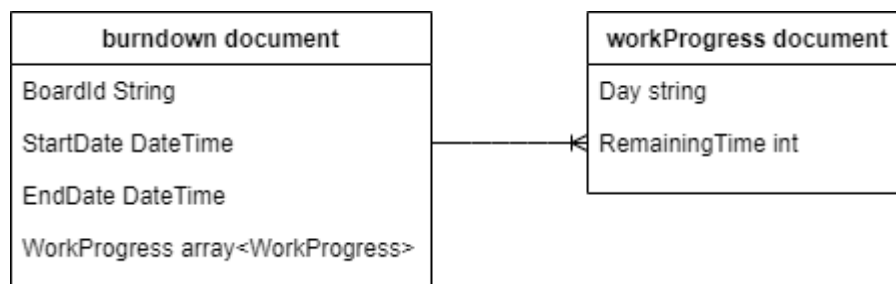 burndown document
BoardId String
StartDate DateTime
EndDate DateTime
WorkProgress array<WorkProgress>
workProgress document
Day string
RemainingTime int